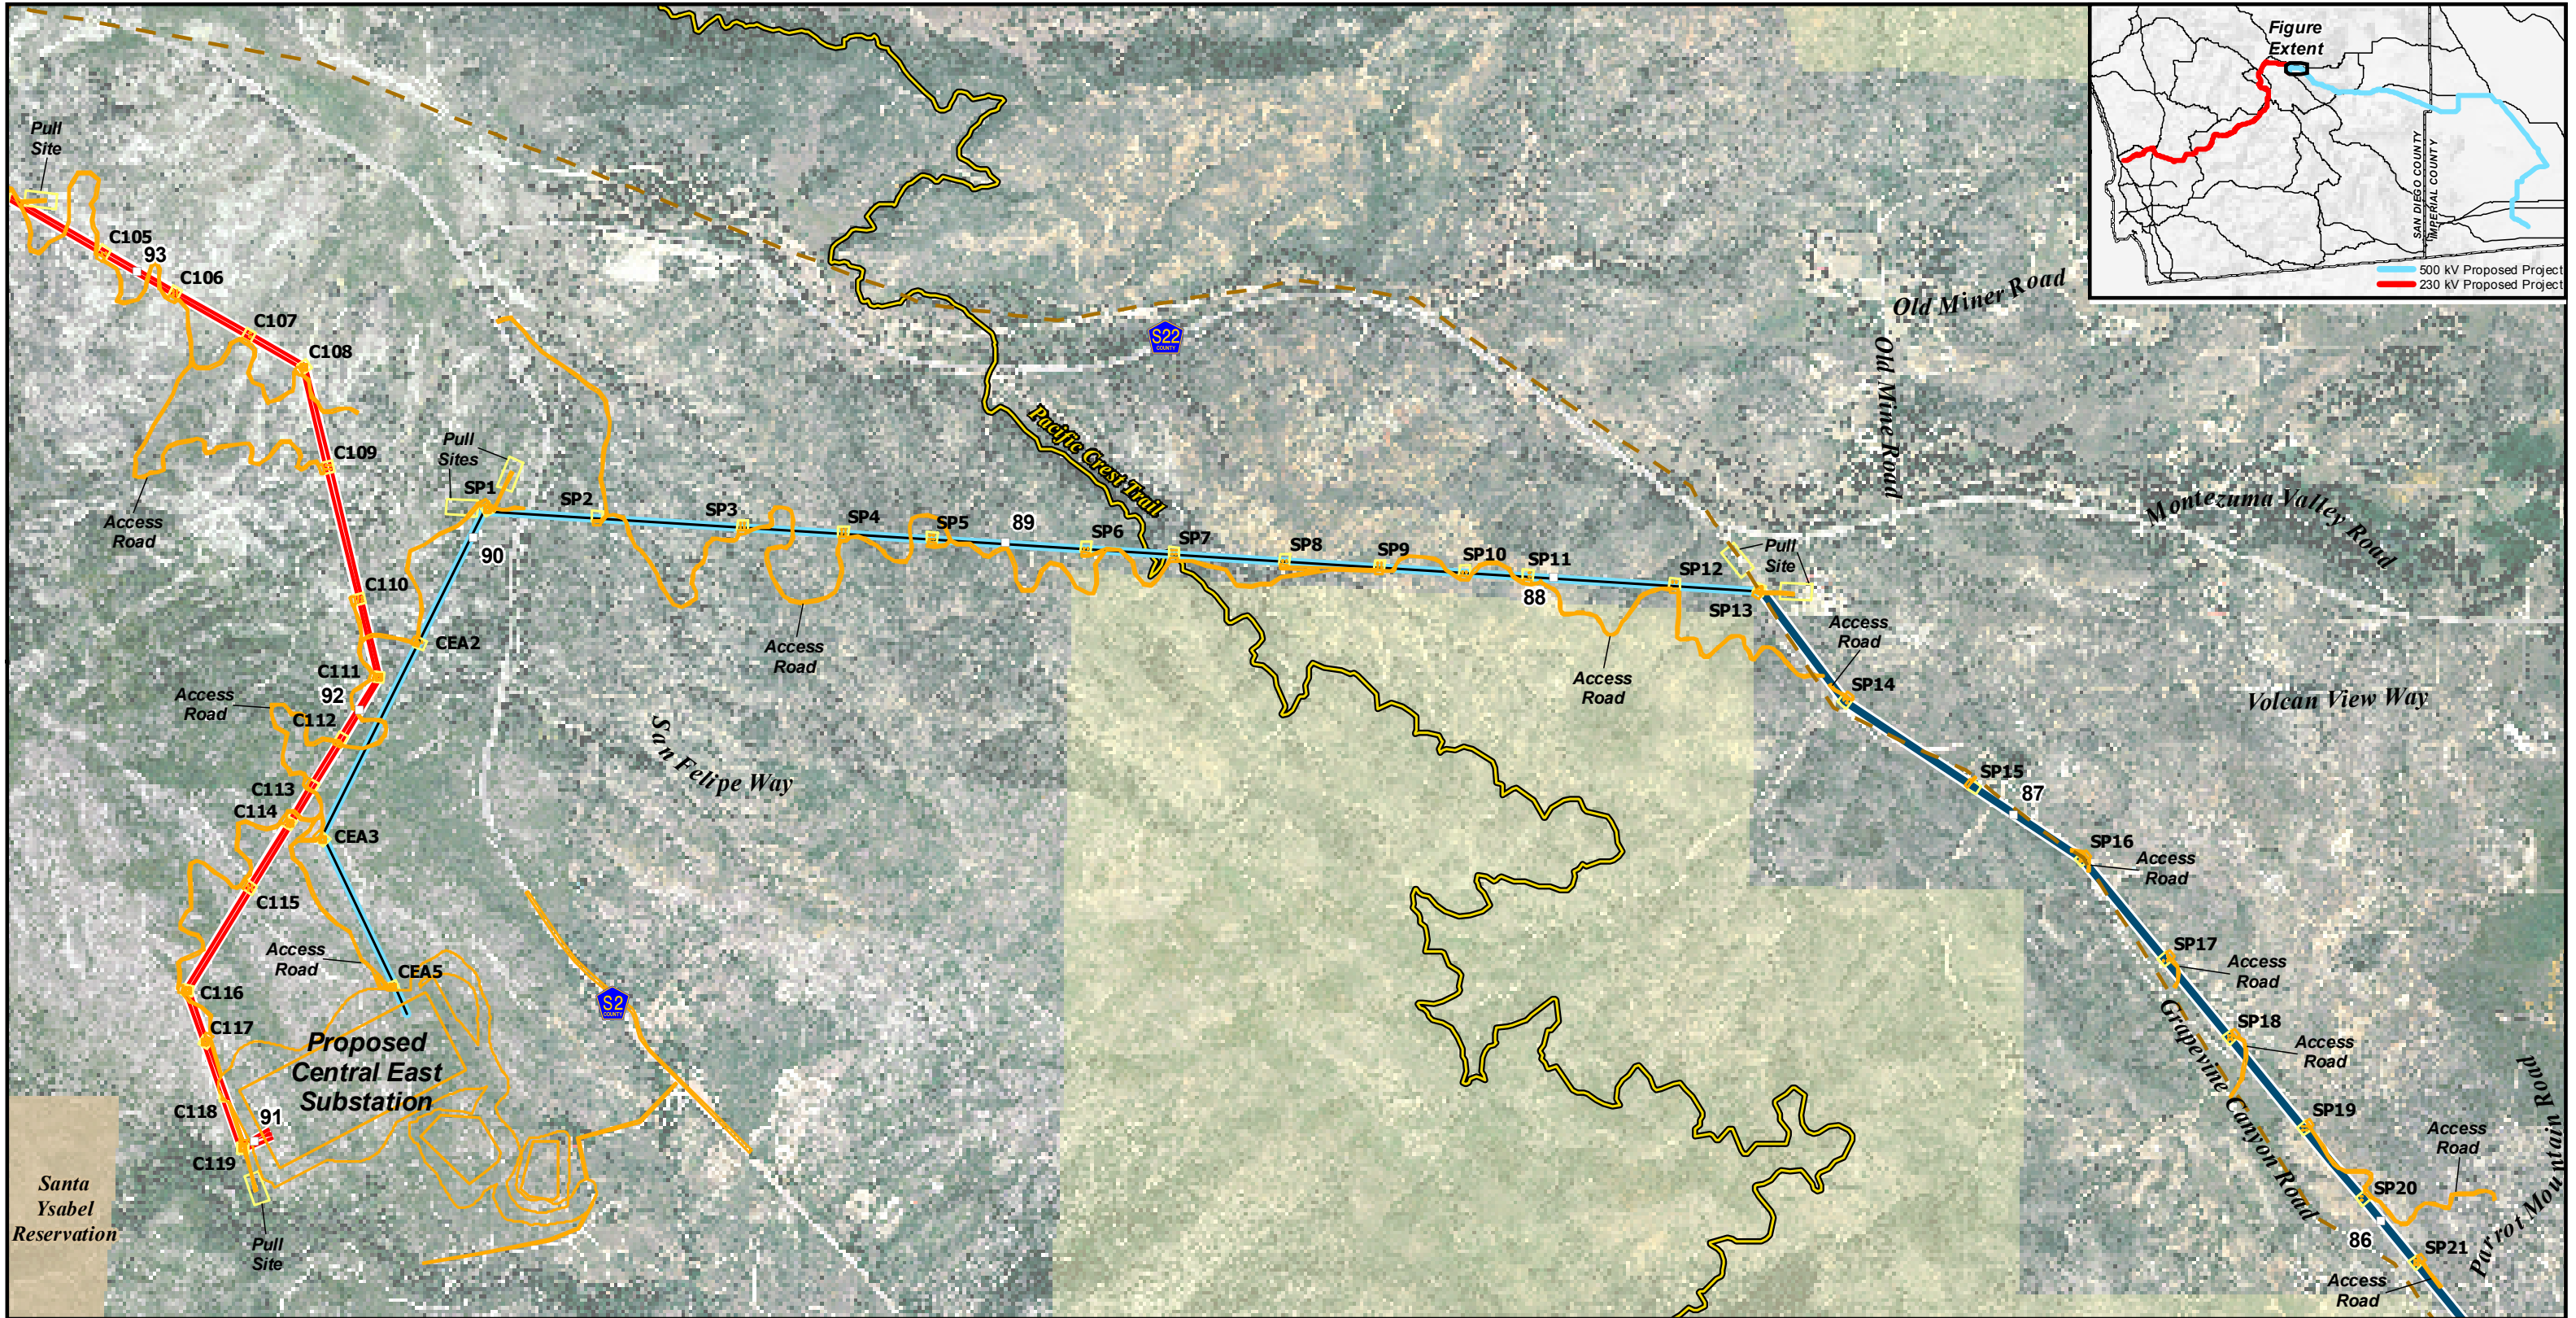 Figure
Extent
SAN DIEGO COUNTY
IMPERIAL COUNTY
500 kV Proposed Project
230 kV Proposed Project
Pull
Site
C105
93
C106
C107
C108
C109
Access
Road
C110
C111
92
Access
Road
C112
C113
C114
C115
C116
C117
C118
91
C119
Pull
Site
Santa
Ysabel
Reservation
Pull
Sites
SP1
90
CEA2
CEA3
Access
Road
CEA5
Proposed
Central East
Substation
S2
COUNTY
San Felipe Way
SP2
SP3
SP4
Access
Road
SP5
89
SP6
SP7
Pacific Crest Trail
S22
COUNTY
SP8
SP9
SP10
SP11
88
Access
Road
SP12
SP13
Pull
Site
Old Miner Road
Old Mine Road
Montezuma Valley Road
Access
Road
SP14
Volcan View Way
SP15
87
SP16
Access
Road
SP17
Access
Road
SP18
Access
Road
Grapevine Canyon Road
SP19
Access
Road
SP20
86
SP21
Access
Road
Parrot Mountain Road